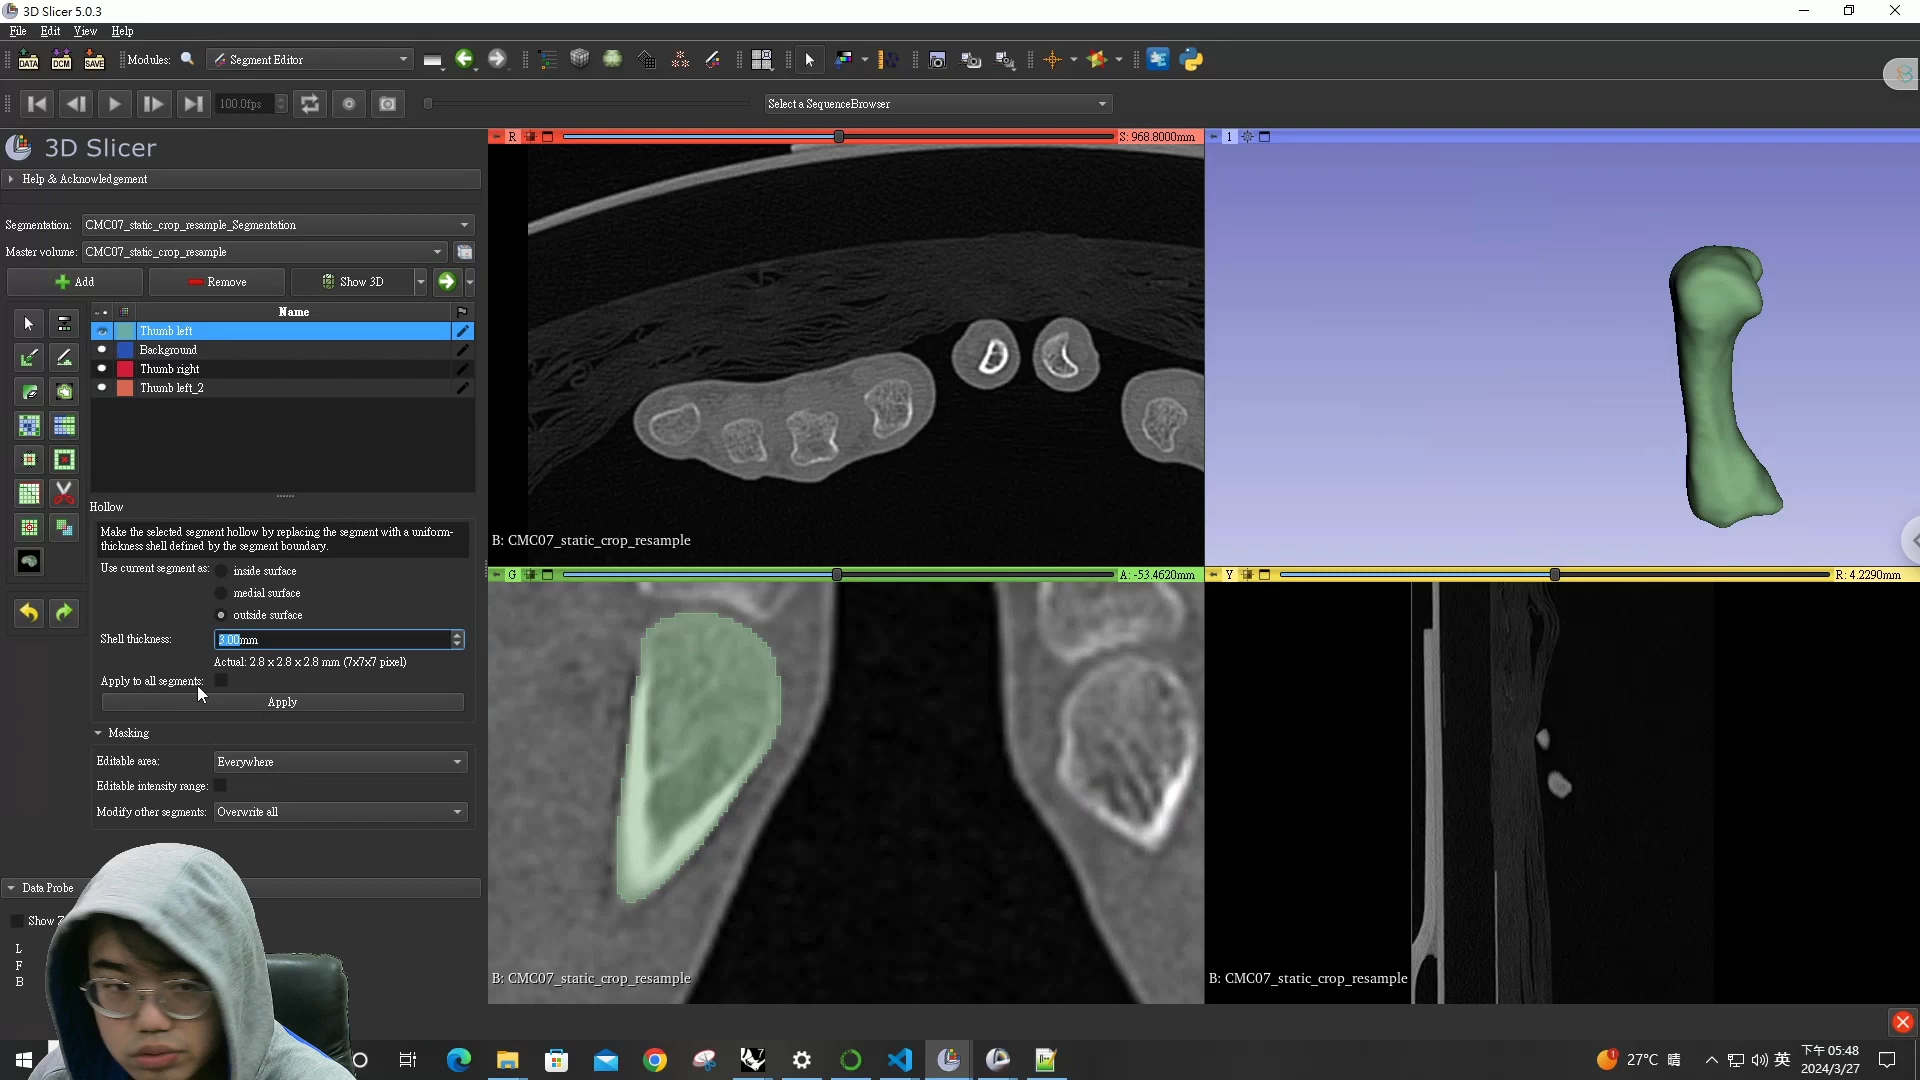 3D Slicer 5.0.3
File Edit View Help
DATA DCM SAVE Modules: Segment Editor
100.0fps Select a SequenceBrowser
3D Slicer
Help & Acknowledgement
Segmentation: CMC07_static_crop_resample_Segmentation
Master volume: CMC07_static_crop_resample
Add Remove Show 3D
Name
Thumb left
Background
Thumb right
Thumb left_2
Hollow
Make the selected segment hollow by replacing the segment with a uniform-
thickness shell defined by the segment boundary.
Use current segment as: inside surface
medial surface
outside surface
Shell thickness: 3.00mm
Actual: 2.8 x 2.8 x 2.8 mm (7x7x7 pixel)
Apply to all segments:
Apply
Masking
Editable area: Everywhere
Editable intensity range:
Modify other segments: Overwrite all
Data Probe
Show Z
L
F
B
R S: 968.8000mm
B: CMC07_static_crop_resample
1
G A: -53.4620mm
B: CMC07_static_crop_resample
Y R: 4.2290mm
B: CMC07_static_crop_resample
27°C 晴 英 下午 05:48
2024/3/27